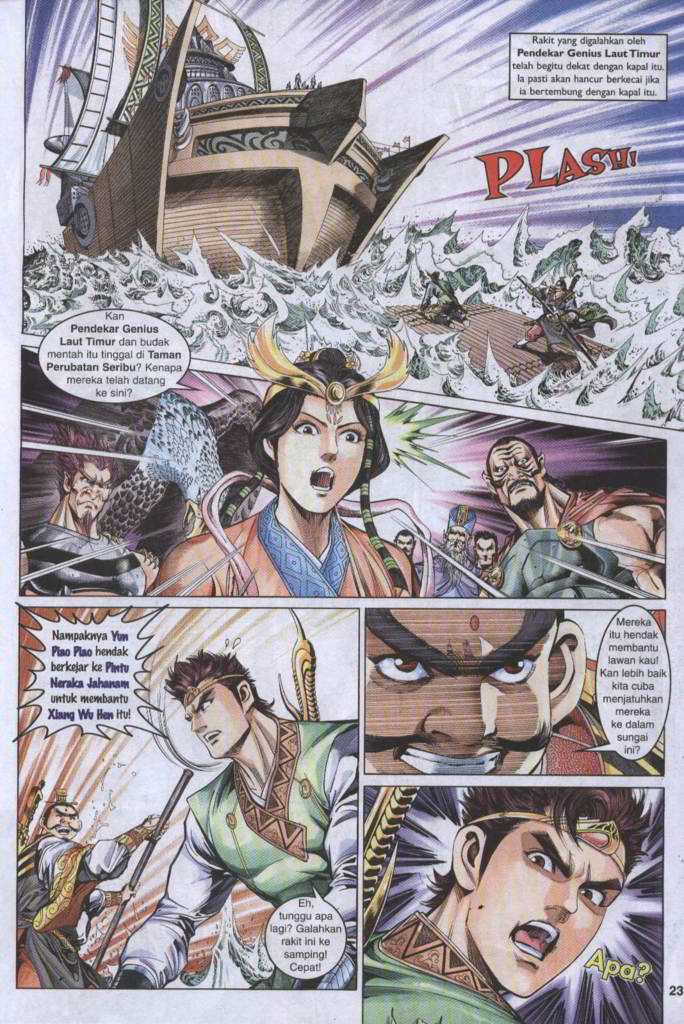 Rakit yang digalahkan oleh
Pendekar Genius Laut Timur
telah begitu dekat dengan kapal itu.
Ia pasti akan hancur berkecai jika
ia bertembung dengan kapal itu.
PLASH!
Kan
Pendekar Genius
Laut Timur dan budak
mentah itu tinggal di Taman
Perubatan Seribu? Kenapa
mereka telah datang
ke sini?
Nampaknya Yun
Piao Piao hendak
berkejar ke Pintu
Neraka Jahanam
untuk membantu
Xiang Wu Hen itu!
Eh,
tunggu apa
lagi? Galahkan
rakit ini ke
samping!
Cepat!
Mereka
itu hendak
membantu
lawan kau!
Kan lebih baik
kita cuba
menjatuhkan
mereka
ke dalam
sungai
ini?
Apa?
23